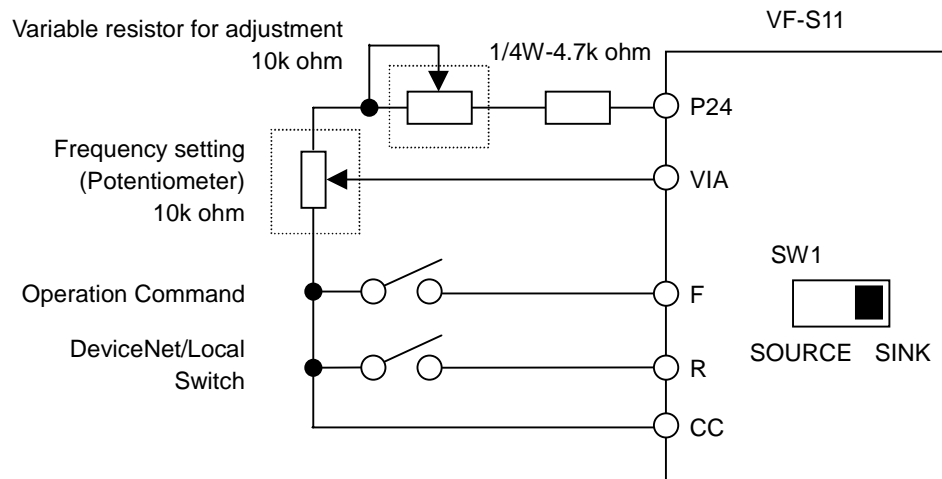 VF-S11
Variable resistor for adjustment
10k ohm
1/4W-4.7k ohm
P24
Frequency setting
(Potentiometer)
10k ohm
VIA
SW1
Operation Command
F
SOURCE SINK
DeviceNet/Local
Switch
R
CC